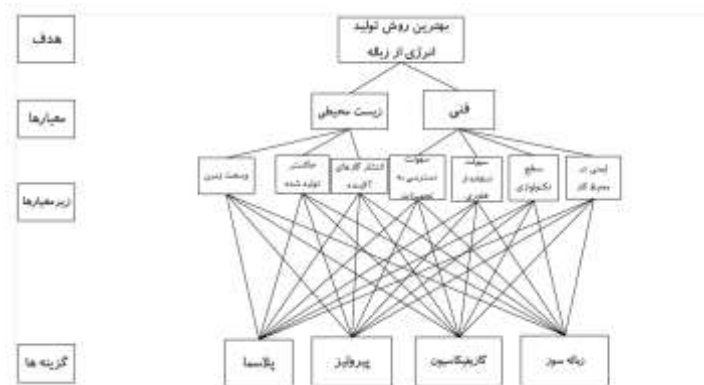 هدف
بهترین روش تولید
انرژی از زباله
معیارها
فنی
زیست محیطی
زیر معیارها
ایمنی در
محیط کار
سطح
تکنولوژی
سهولت
استفاده از
فناوری
سهولت
دسترسی به
تجهیزات
انتشار گازهای
آلاینده
خاکستر
تولید شده
وسعت زمین
گزینه ها
زباله سوز
گازیفیکاسیون
پیرولیز
پلاسما